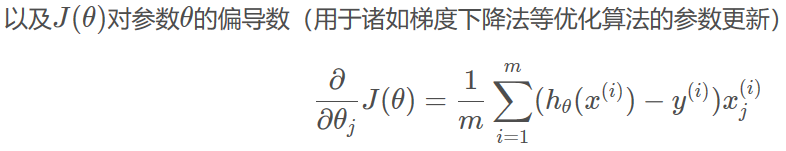 以及J(θ)对参数θ的偏导数（用于诸如梯度下降法等优化算法的参数更新）
∂/∂θ_j J(θ) = 1/m ∑_{i=1}^{m} (h_θ(x^{(i)}) − y^{(i)})x_j^{(i)}